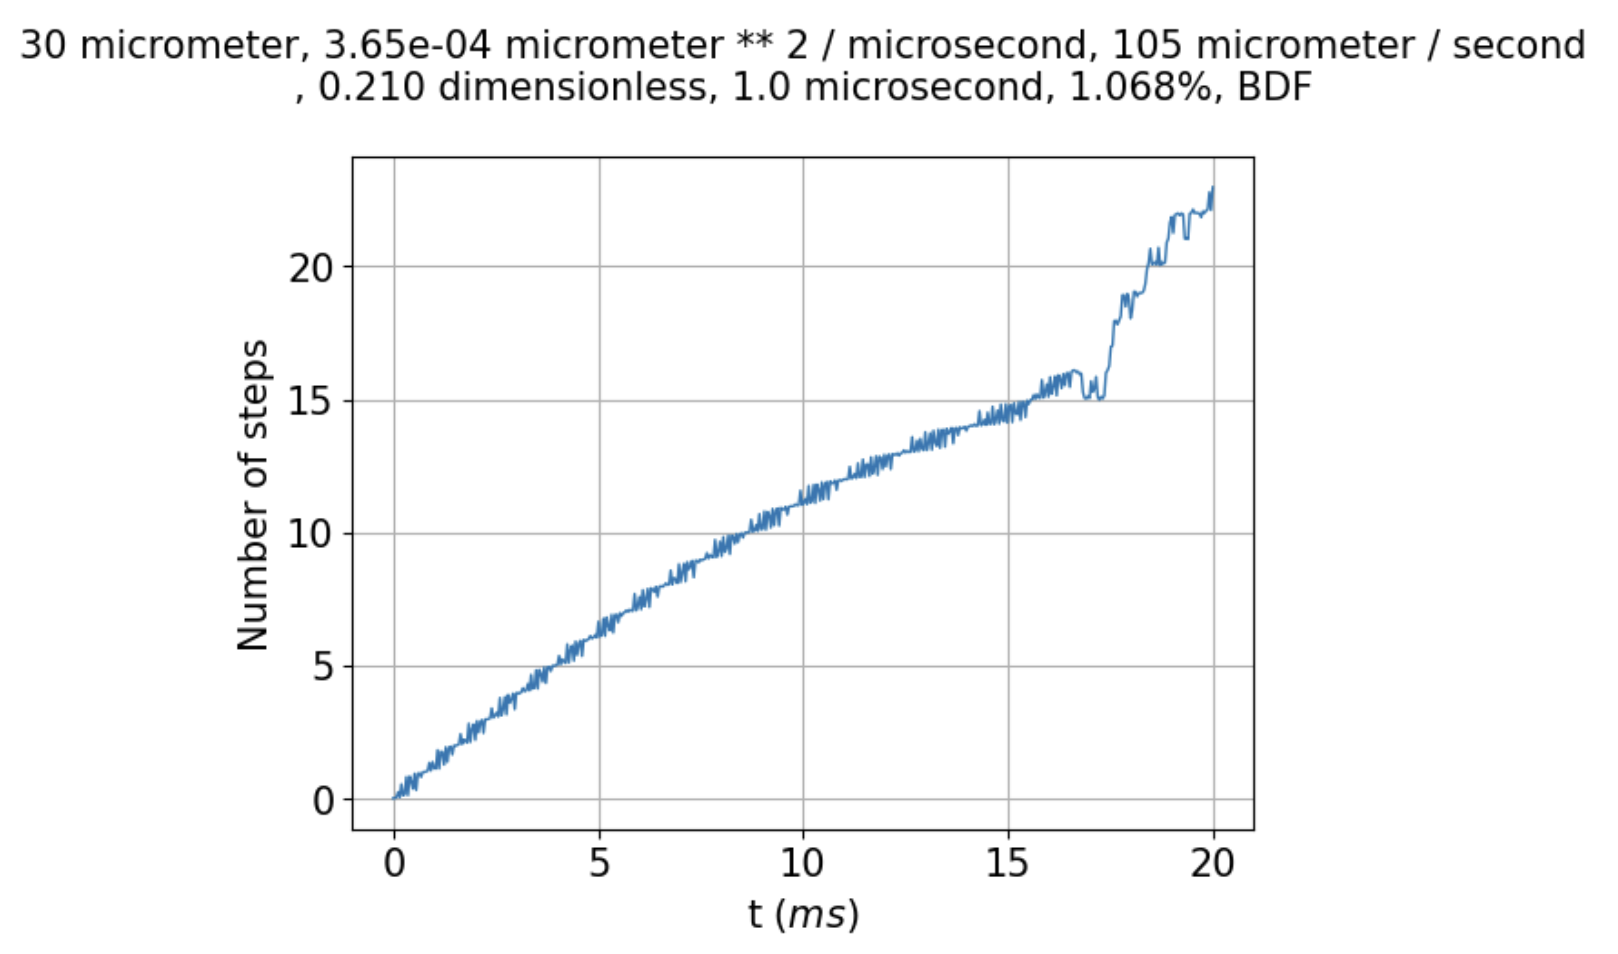 30 micrometer, 3.65e-04 micrometer ** 2 / microsecond, 105 micrometer / second
, 0.210 dimensionless, 1.0 microsecond, 1.068%, BDF
20
15
10
5
0
Number of steps
0 5 10 15 20
t (ms)